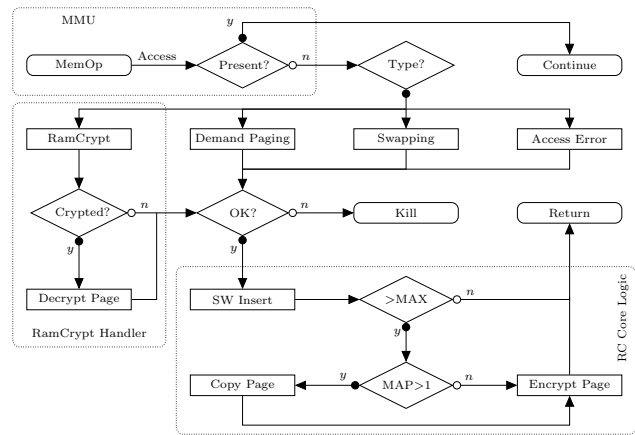 MMU
y
MemOp
Access
Present?
n
Type?
Continue
RamCrypt
Demand Paging
Swapping
Access Error
Crypted?
n
OK?
n
Kill
Return
y
y
Decrypt Page
SW Insert
>MAX
n
RC Core Logic
RamCrypt Handler
y
Copy Page
y
MAP>1
n
Encrypt Page